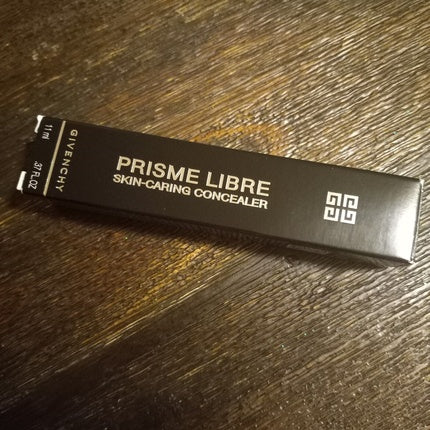 PRISME LIBRE
SKIN-CARING CONCEALER
GIVENCHY
11 ml .37 FL.OZ